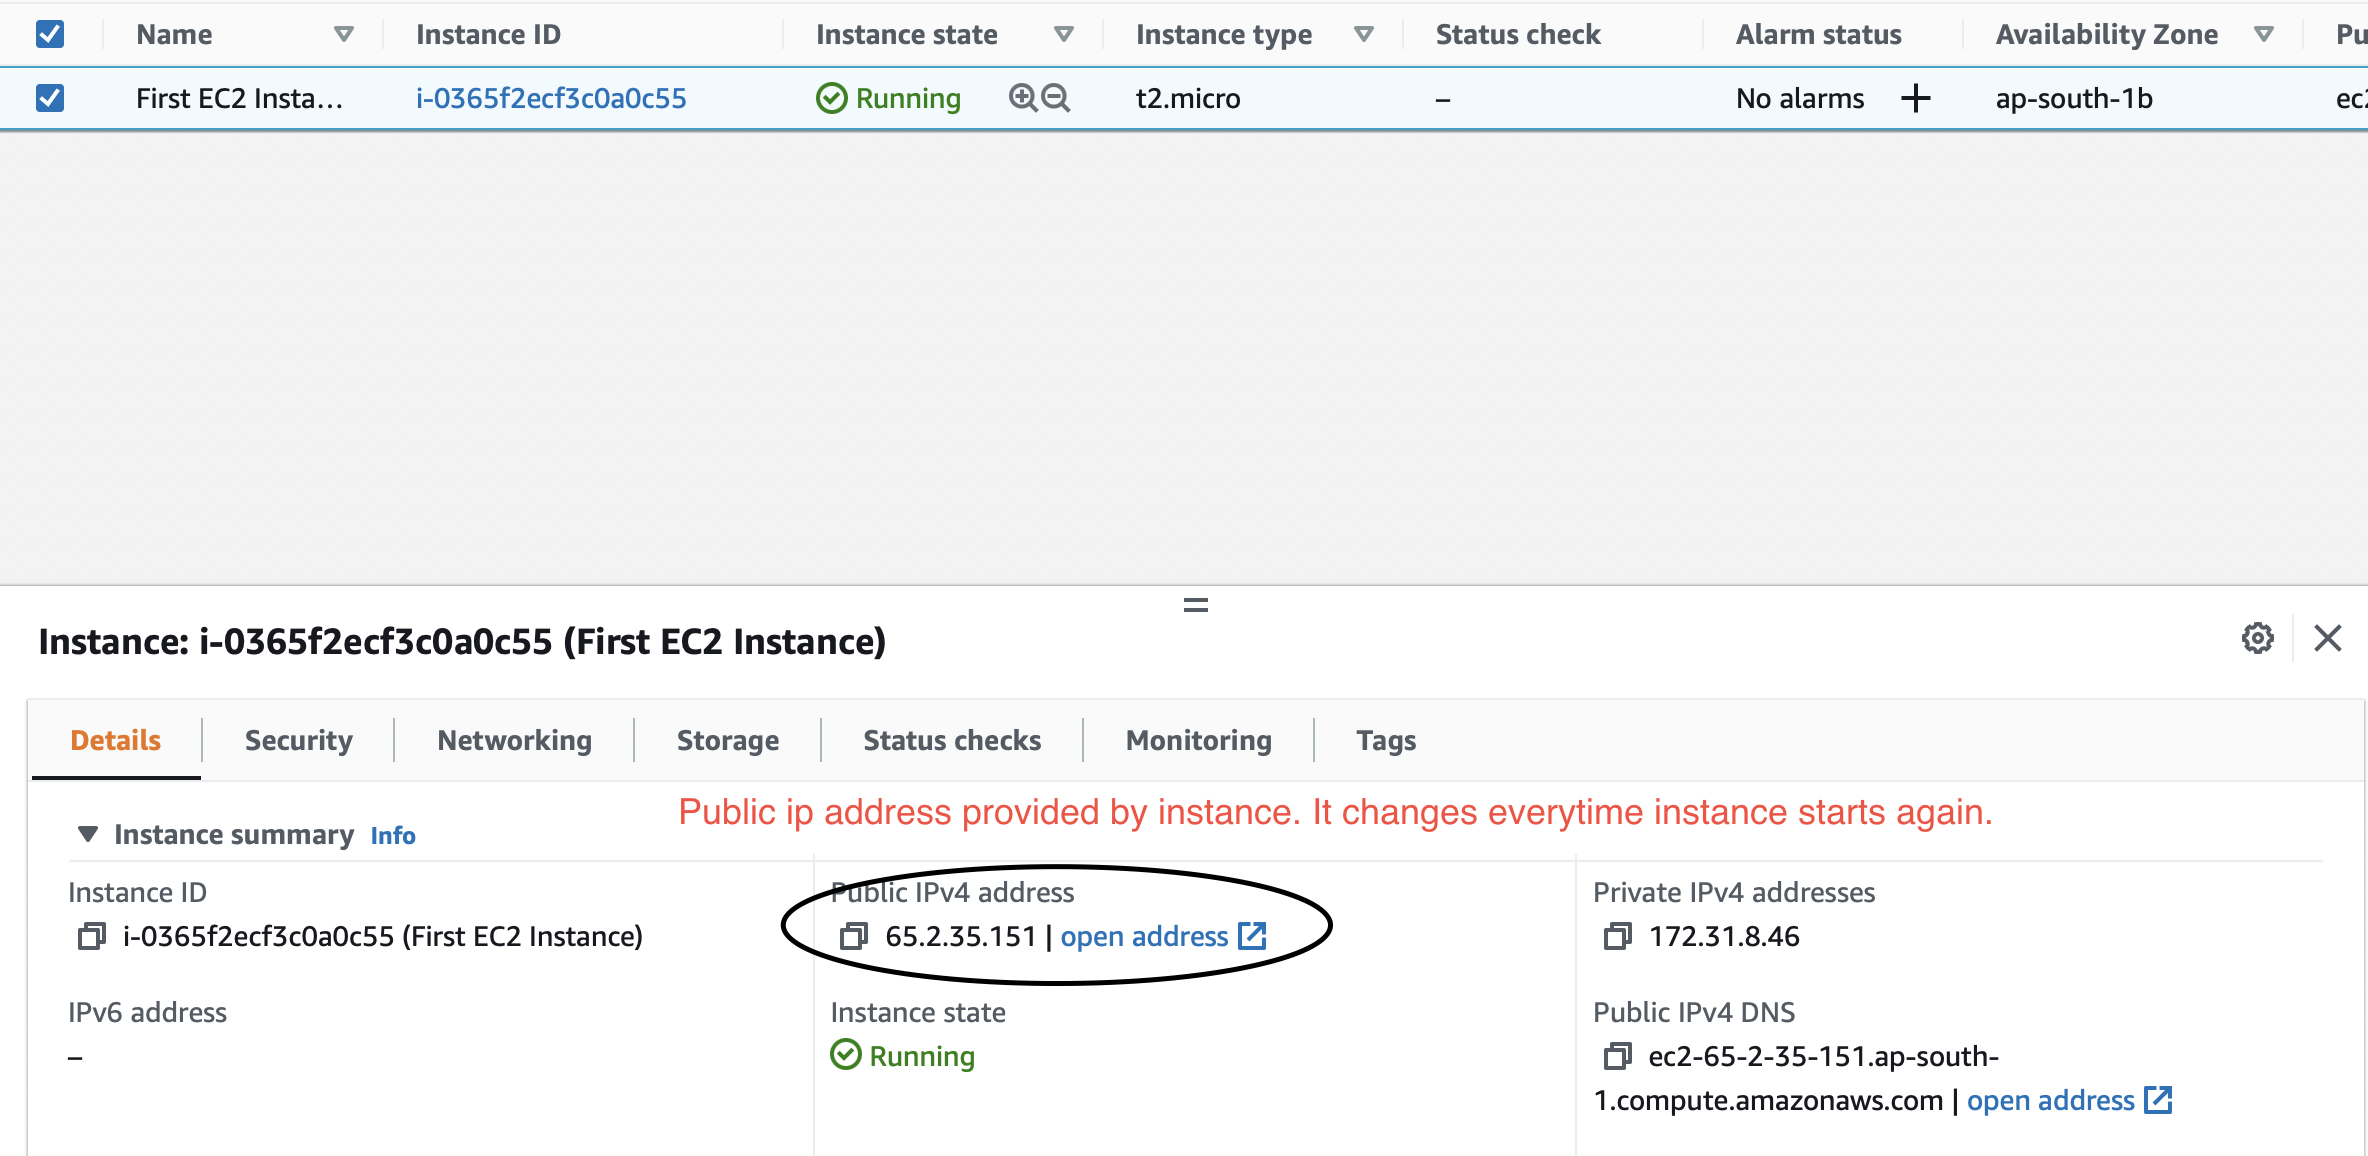 Name Instance ID Instance state Instance type Status check Alarm status Availability Zone Pu
First EC2 Insta... i-0365f2ecf3c0a0c55 Running t2.micro – No alarms + ap-south-1b ec2
Instance: i-0365f2ecf3c0a0c55 (First EC2 Instance)
Details Security Networking Storage Status checks Monitoring Tags
Public ip address provided by instance. It changes everytime instance starts again.
Instance summary Info
Instance ID Public IPv4 address Private IPv4 addresses
i-0365f2ecf3c0a0c55 (First EC2 Instance) 65.2.35.151 | open address 172.31.8.46
IPv6 address Instance state Public IPv4 DNS
– Running ec2-65-2-35-151.ap-south-
1.compute.amazonaws.com | open address